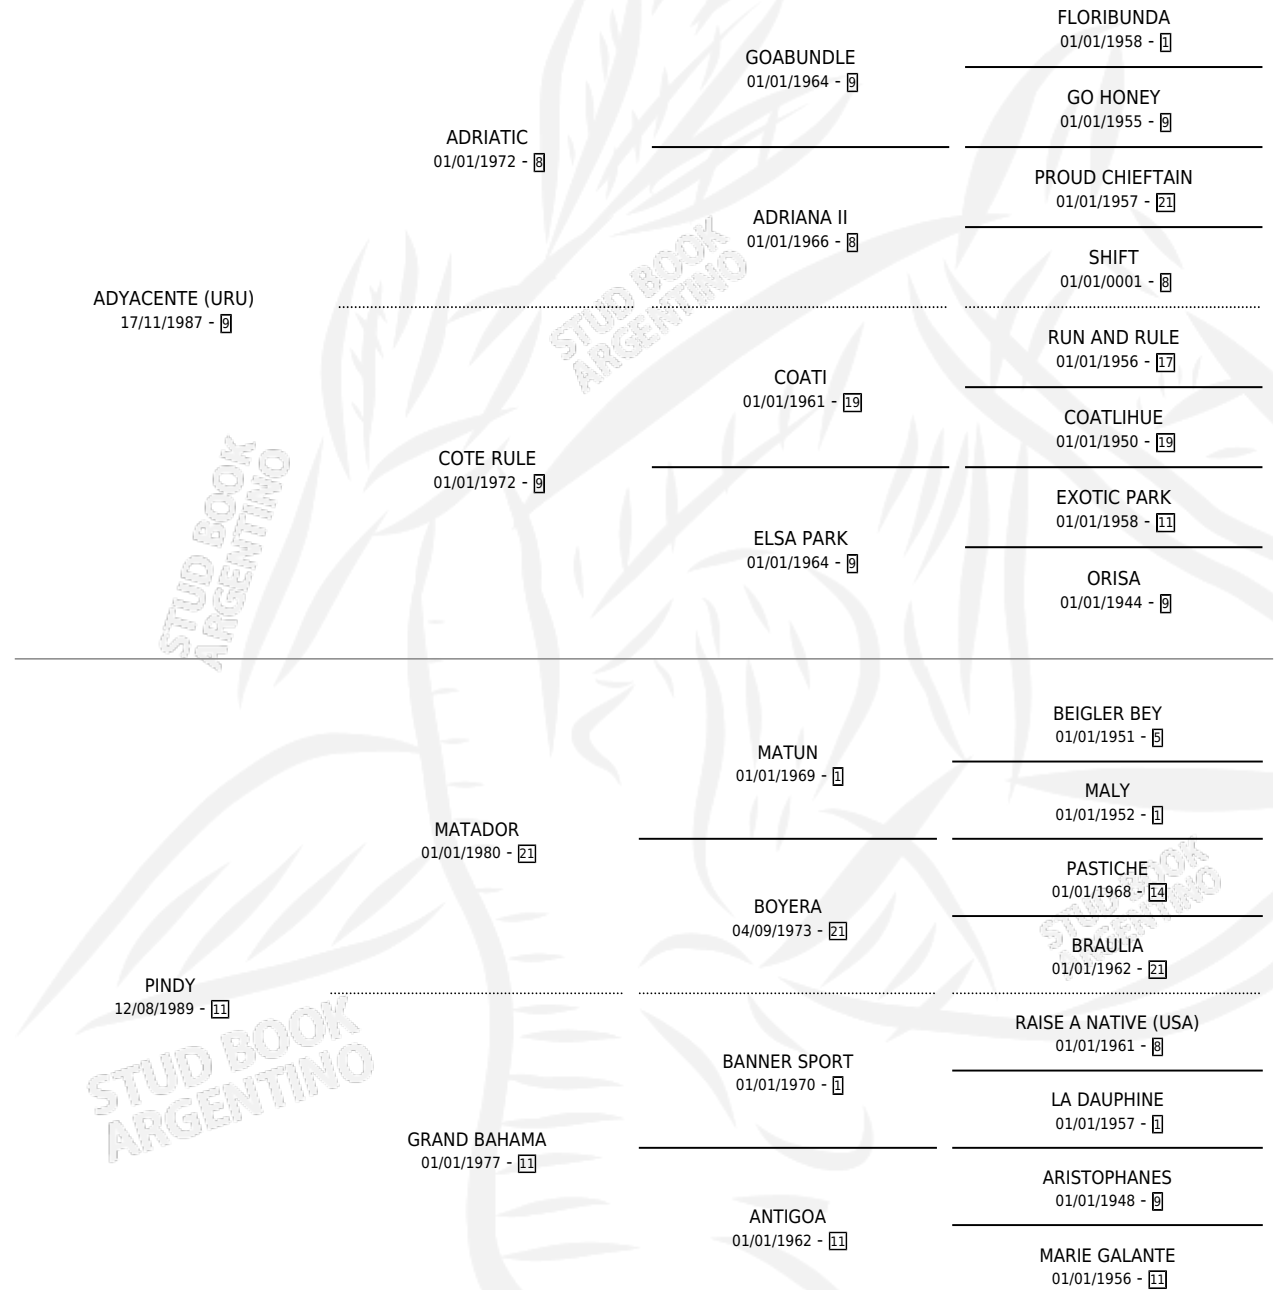 FLORIBUNDA
01/01/1958 - 1
GOABUNDLE
01/01/1964 - 9
GO HONEY
01/01/1955 - 9
ADRIATIC
01/01/1972 - 8
PROUD CHIEFTAIN
01/01/1957 - 21
ADRIANA II
01/01/1966 - 8
SHIFT
01/01/0001 - 8
ADYACENTE (URU)
17/11/1987 - 9
RUN AND RULE
01/01/1956 - 17
COATI
01/01/1961 - 19
COATLIHUE
01/01/1950 - 19
COTE RULE
01/01/1972 - 9
EXOTIC PARK
01/01/1958 - 11
ELSA PARK
01/01/1964 - 9
ORISA
01/01/1944 - 9
BEIGLER BEY
01/01/1951 - 5
MATUN
01/01/1969 - 1
MALY
01/01/1952 - 1
MATADOR
01/01/1980 - 21
PASTICHE
01/01/1968 - 14
BOYERA
04/09/1973 - 21
BRAULIA
01/01/1962 - 21
PINDY
12/08/1989 - 11
RAISE A NATIVE (USA)
01/01/1961 - 8
BANNER SPORT
01/01/1970 - 1
LA DAUPHINE
01/01/1957 - 1
GRAND BAHAMA
01/01/1977 - 11
ARISTOPHANES
01/01/1948 - 9
ANTIGOA
01/01/1962 - 11
MARIE GALANTE
01/01/1956 - 11
STUD BOOK
ARGENTINO
STUD BOOK
ARGENTINO
STUD BOOK
ARGENTINO
STUD BOOK
ARGENTINO